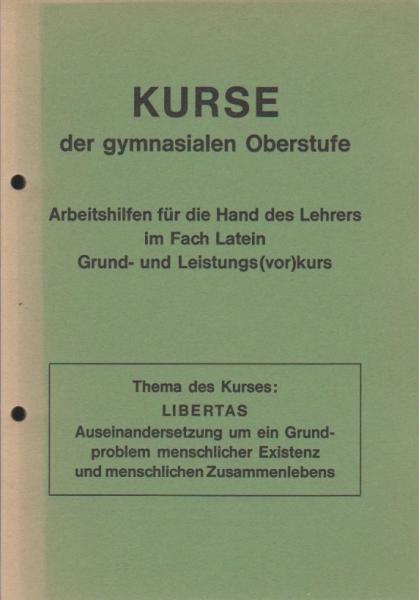 KURSE
der gymnasialen Oberstufe
Arbeitshilfen für die Hand des Lehrers
im Fach Latein
Grund- und Leistungs(vor)kurs
Thema des Kurses:
LIBERTAS
Auseinandersetzung um ein Grund-
problem menschlicher Existenz
und menschlichen Zusammenlebens